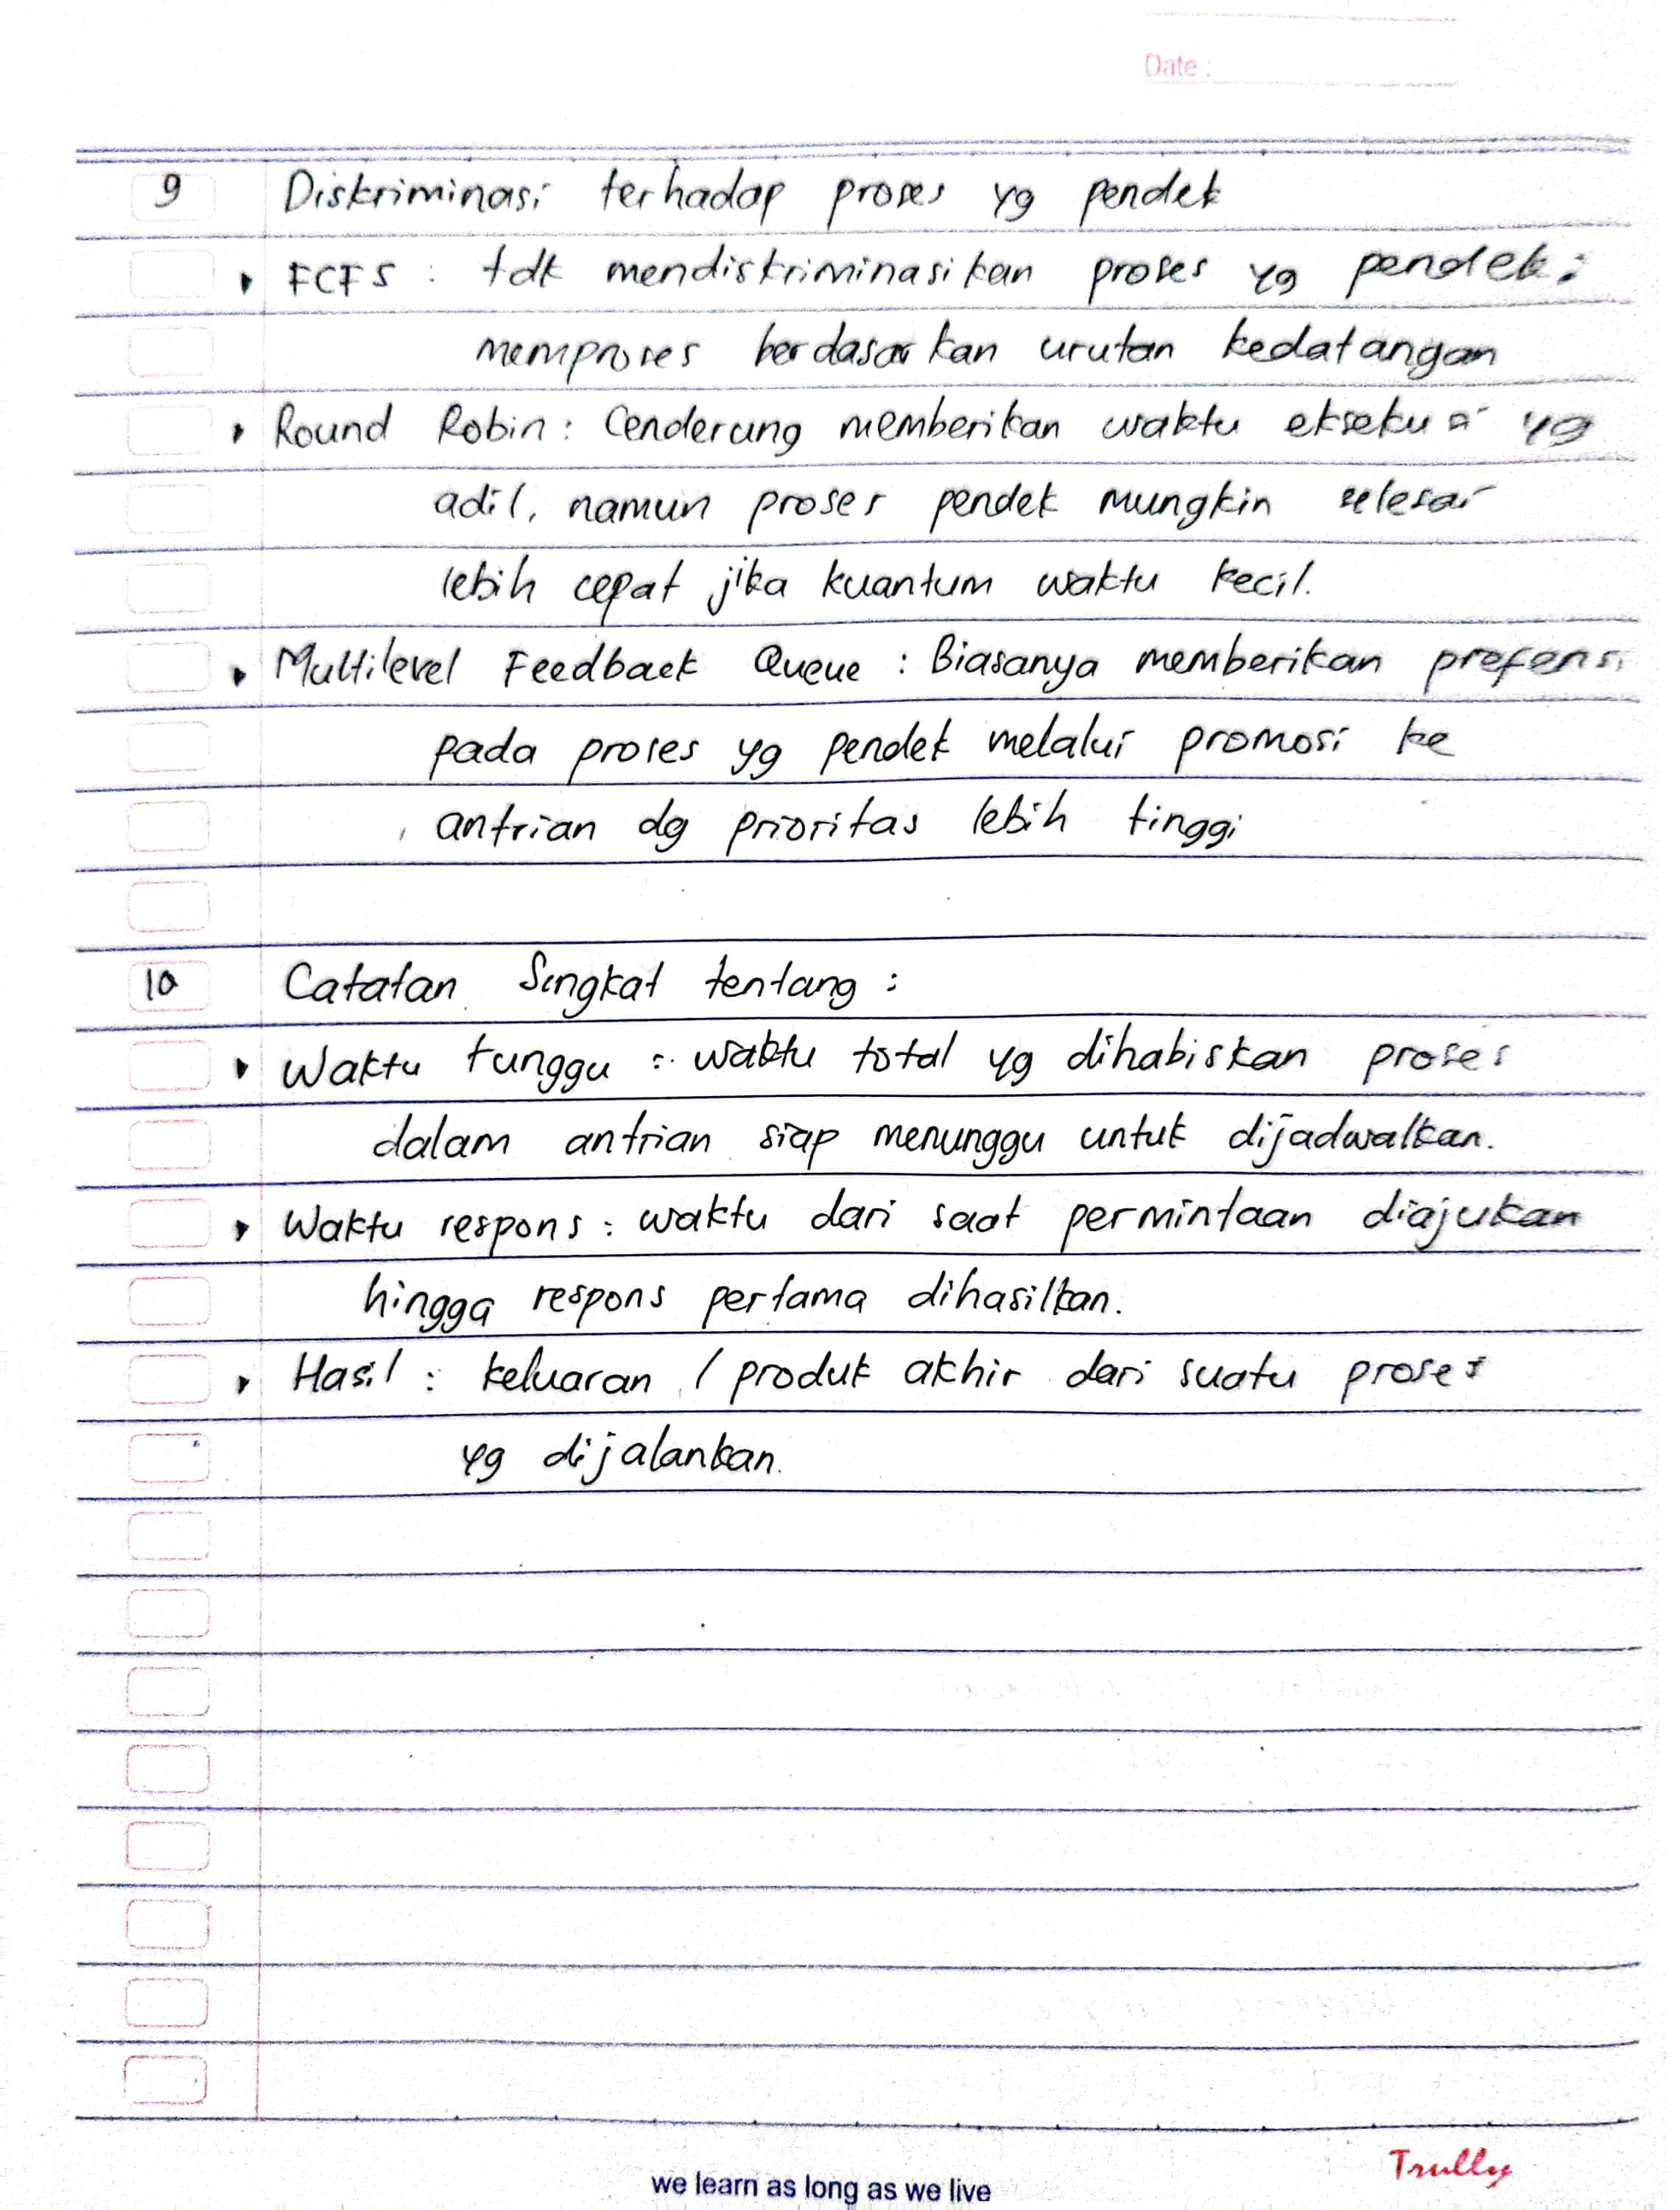 Date :
9 Diskriminasi terhadap proses yg pendek
FCFS : tdk mendiskriminasikan proses yg pendek;
memproses berdasarkan urutan kedatangan
Round Robin : Cenderung memberikan waktu eksekusi yg
adil, namun proses pendek mungkin selesai
lebih cepat jika kuantum waktu kecil.
Multilevel Feedback Queue : Biasanya memberikan
pada proses yg pendek melalui promosi ke
antrian dg prioritas lebih tinggi
10 Catatan Singkat tentang :
Waktu tunggu : waktu total yg dihabiskan proses
dalam antrian siap menunggu untuk dijadwalkan.
Waktu respons : waktu dari saat permintaan diajukan
hingga respons pertama dihasilkan.
Hasil : keluaran / produk akhir dari suatu proses
yg dijalankan.
Trully
we learn as long as we live